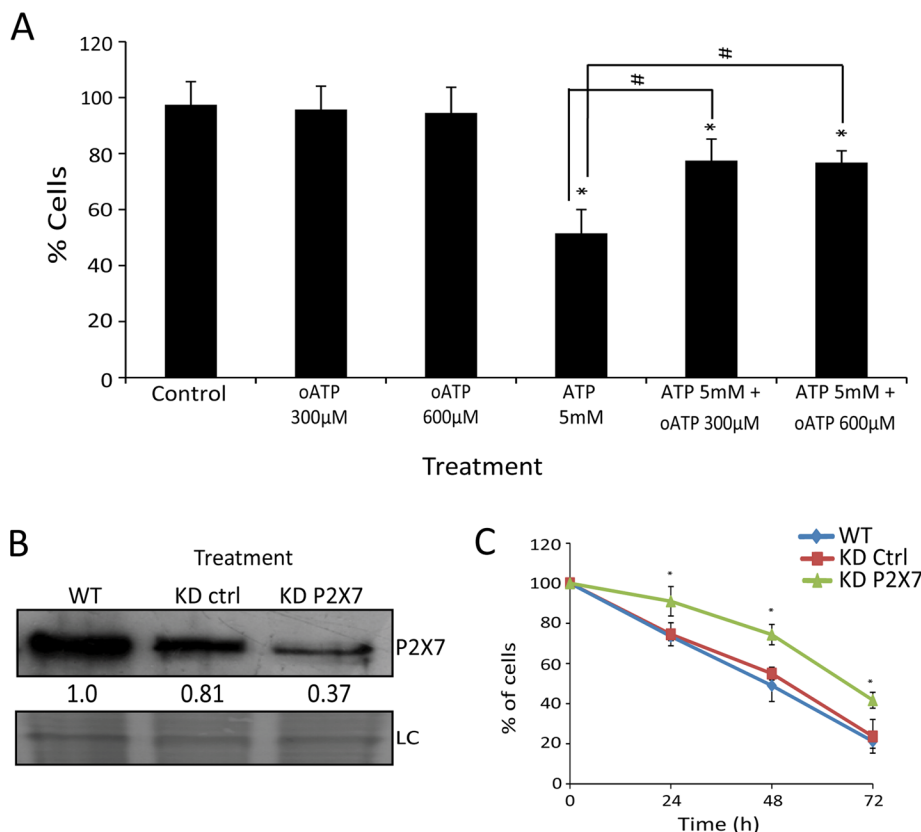 A
120
100
80
60
40
20
0
% Cells
#
#
*
*
*
Control
oATP
300µM
oATP
600µM
ATP
5mM
ATP 5mM +
oATP 300µM
ATP 5mM +
oATP 600µM
Treatment
B
Treatment
WT KD ctrl KD P2X7
P2X7
1.0 0.81 0.37
LC
C
WT
KD Ctrl
KD P2X7
120
100
80
60
40
20
0
% of cells
*
*
*
0 24 48 72
Time (h)